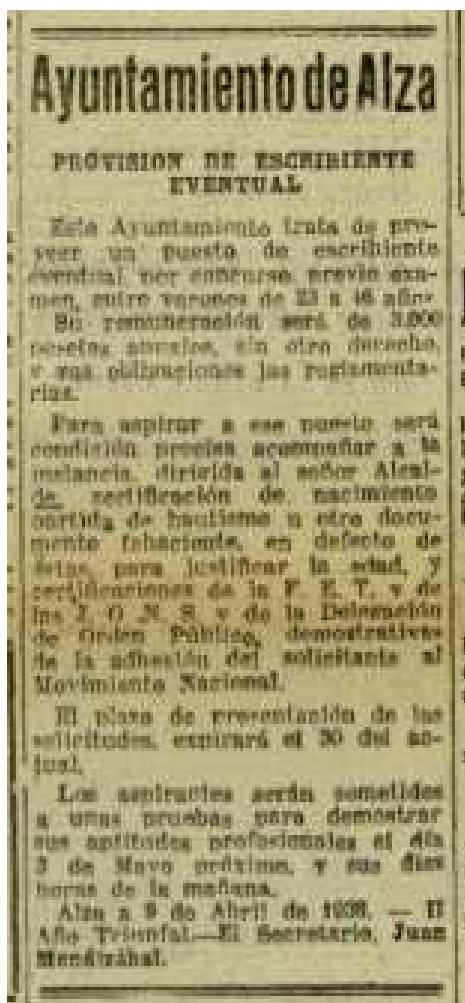 Ayuntamiento de Alza
PROVISION DE ESCRIBIENTE
EVENTUAL
Este Ayuntamiento trata de pro-
veer un puesto de escribiente
eventual, por concurso, previo exa-
men, entre varones de 23 a 46 años.
Su remuneración será de 3.000
pesetas anuales, sin otro derecho,
y sus obligaciones las reglamenta-
rias.
Para aspirar a ese puesto será
condición precisa acompañar a la
instancia, dirigida al señor Alcal-
de, certificación de nacimiento
partida de bautismo u otro docu-
mento fehaciente, en defecto de
éstas, para justificar la edad, y
certificaciones de la F. E. T. y de
las J. O. N. S. y de la Delegación
de Orden Público, demostrativas
de la adhesión del solicitante al
Movimiento Nacional.
El plazo de presentación de las
solicitudes, expirará el 30 del ac-
tual.
Los aspirantes serán sometidos
a unas pruebas para demostrar
sus aptitudes profesionales el día
3 de Mayo próximo, y sus diez
horas de la mañana.
Alza a 9 de Abril de 1938. — II
Año Triunfal.—El Secretario, Juan
Mendizábal.